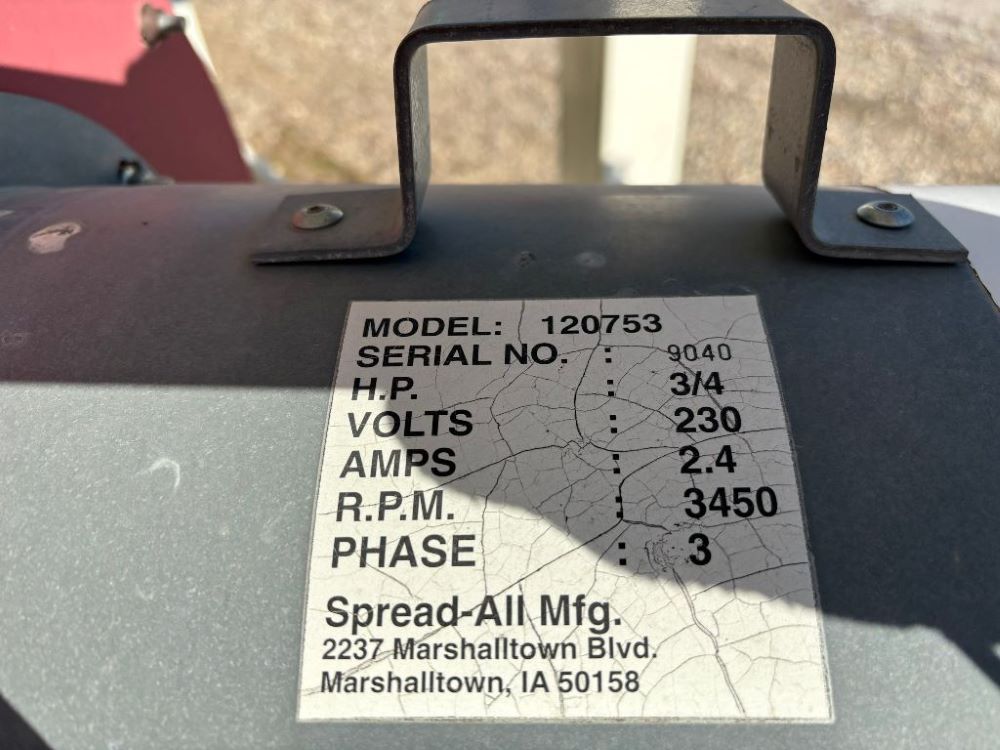 MODEL: 120753
SERIAL NO. : 9040
H.P. : 3/4
VOLTS : 230
AMPS : 2.4
R.P.M. : 3450
PHASE : 3
Spread-All Mfg.
2237 Marshalltown Blvd.
Marshalltown, IA 50158